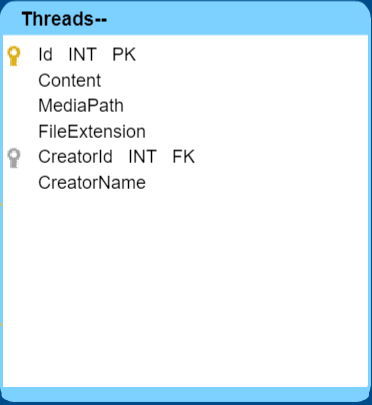 Threads--
Id INT PK
Content
MediaPath
FileExtension
CreatorId INT FK
CreatorName